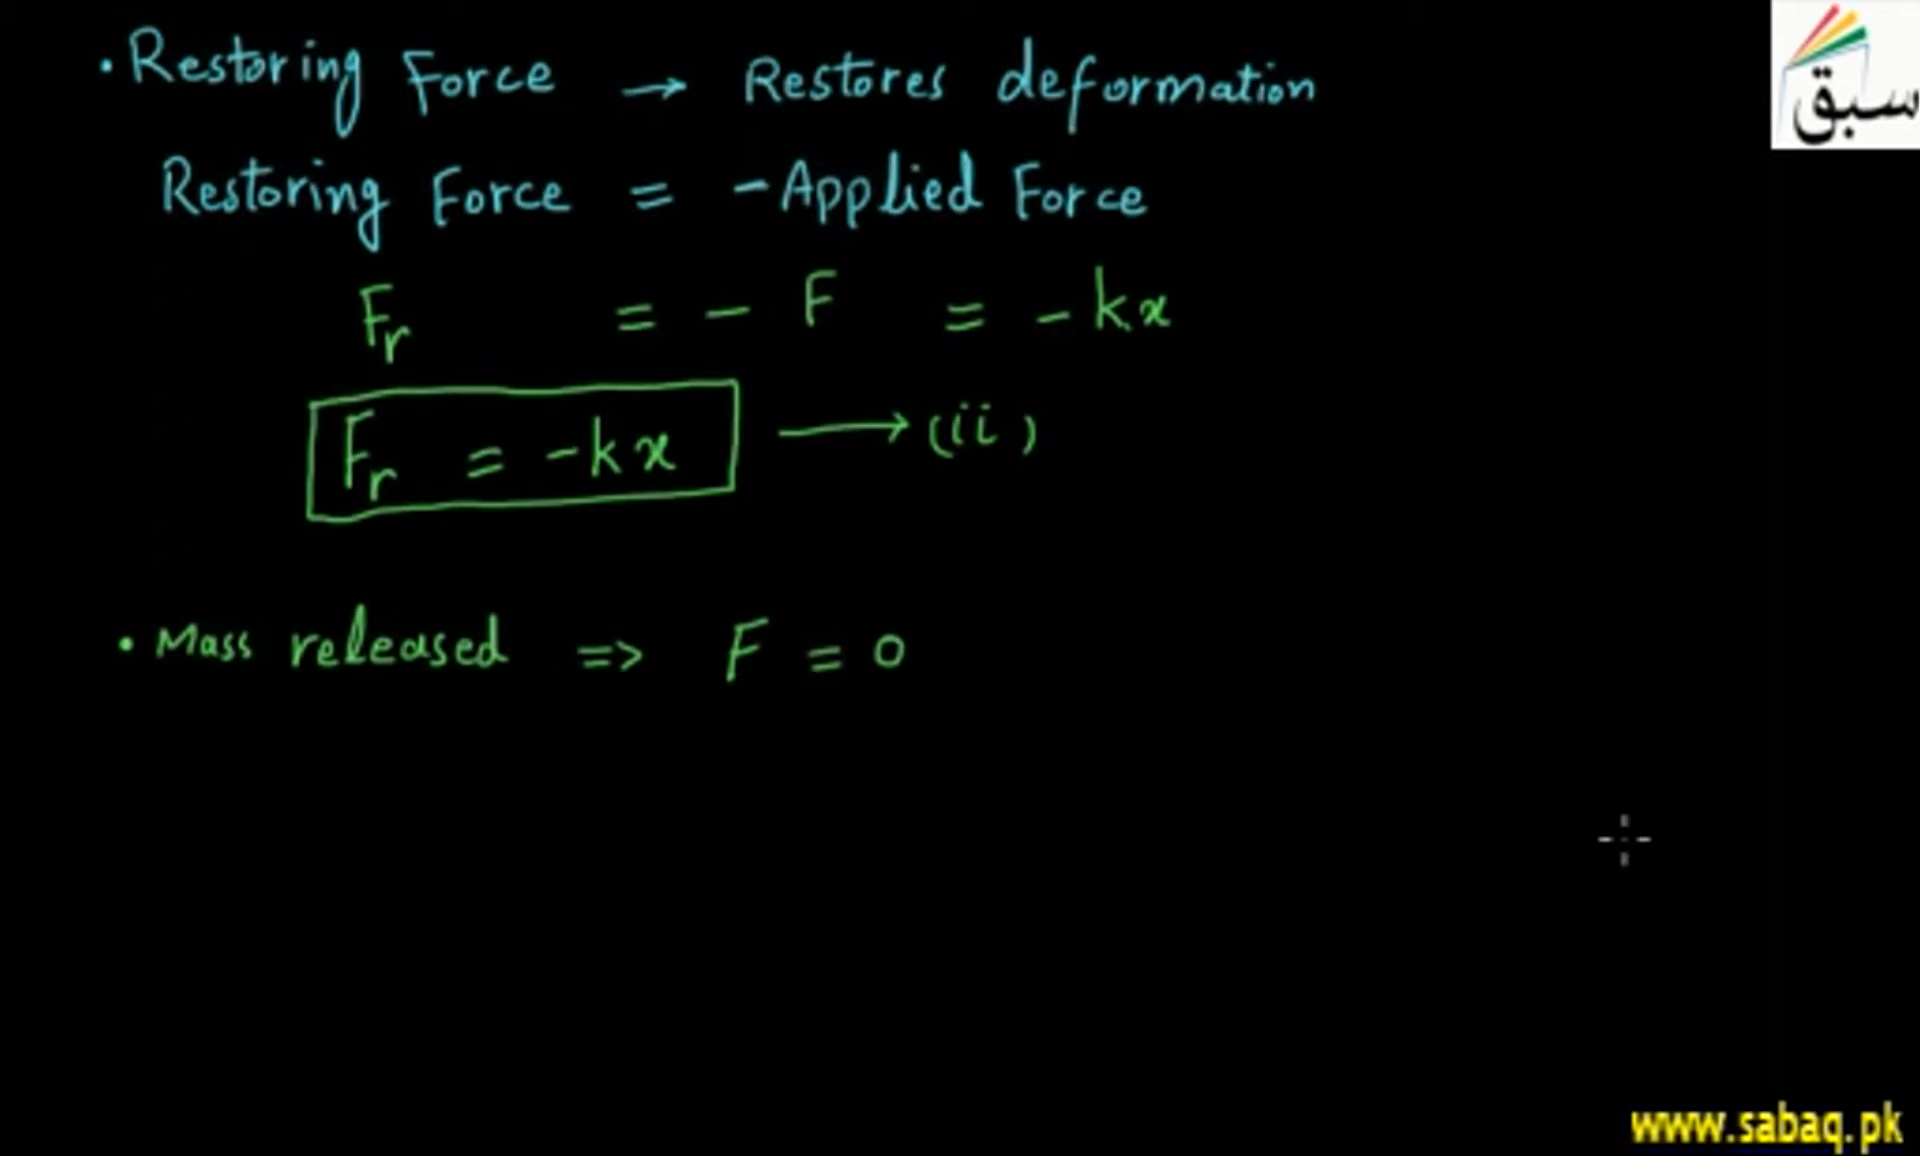 • Restoring Force → Restores deformation
سبق
Restoring Force = -Applied Force
Fr = - F = - kx
Fr = -kx → (ii)
• Mass released => F = 0
www.sabaq.pk